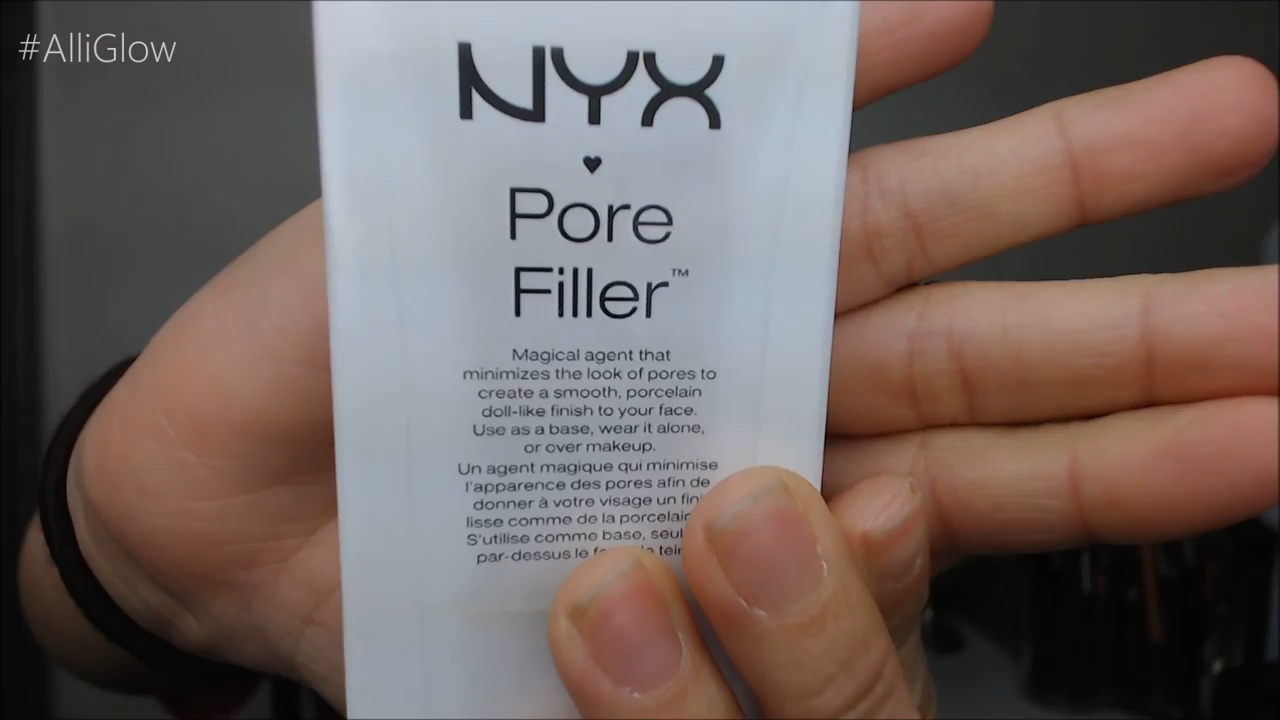 #AlliGlow
NYX
Pore
Filler™
Magical agent that
minimizes the look of pores to
create a smooth, porcelain
doll-like finish to your face.
Use as a base, wear it alone,
or over makeup.
Un agent magique qui minimise
l'apparence des pores afin de
donner à votre visage un fini
lisse comme de la porcelain
S'utilise comme base, seul
par-dessus le